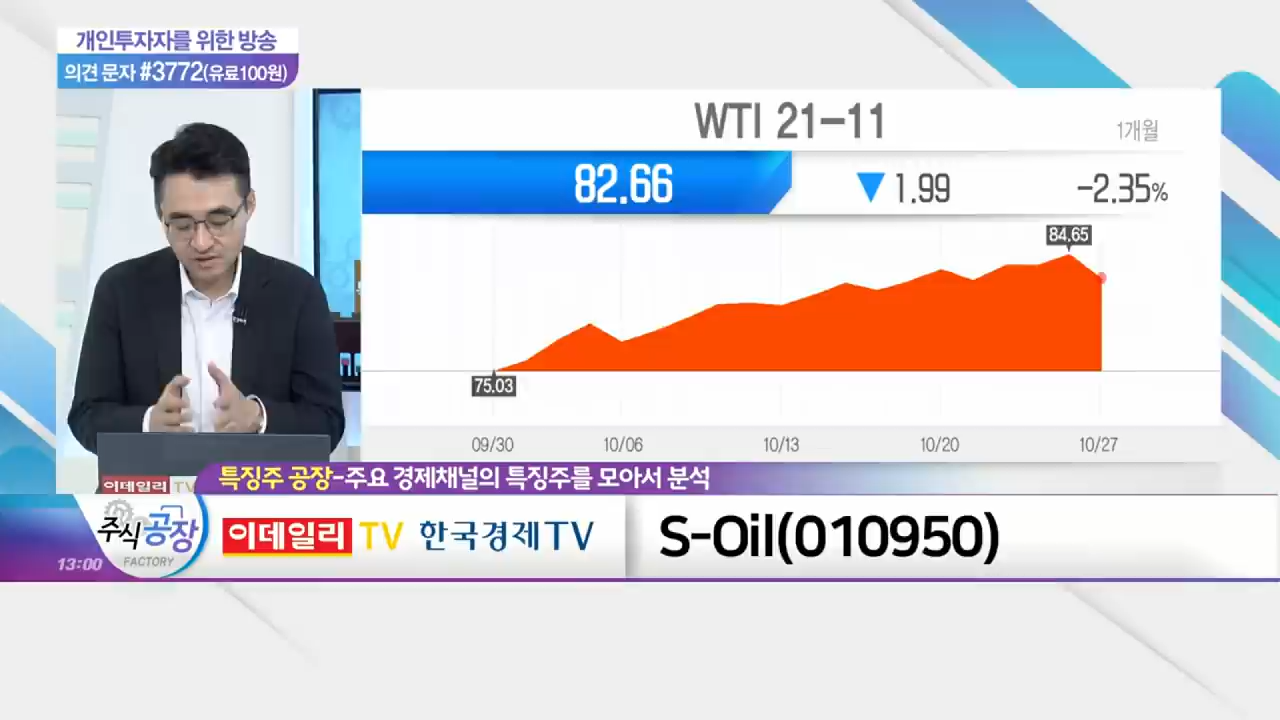 개인투자자를 위한 방송
의견 문자 #3772(유료100원)
WTI 21-11
1개월
82.66
▼ 1.99
-2.35%
84.65
75.03
09/30
10/06
10/13
10/20
10/27
이데일리 TV
특징주 공장-주요 경제채널의 특징주를 모아서 분석
주식 공장
FACTORY
13:00
이데일리 TV 한국경제TV
S-Oil(010950)